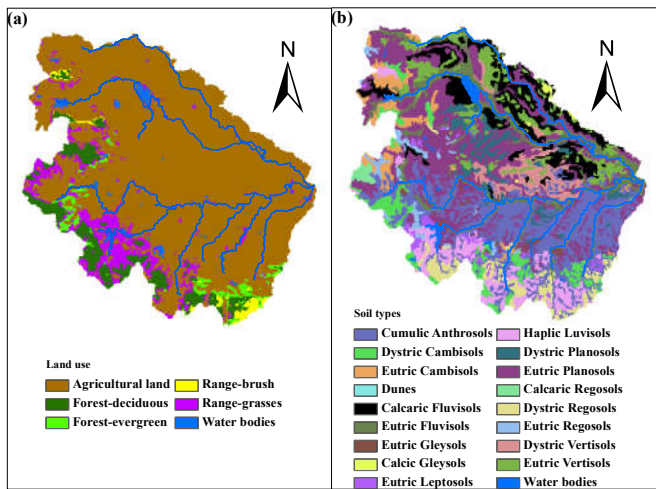 (a)
N
Land use
Agricultural land
Range-brush
Forest-deciduous
Range-grasses
Forest-evergreen
Water bodies
(b)
N
Soil types
Cumulic Anthrosols
Haplic Luvisols
Dystric Cambisols
Dystric Planosols
Eutric Cambisols
Eutric Planosols
Dunes
Calcaric Regosols
Calcaric Fluvisols
Dystric Regosols
Eutric Fluvisols
Eutric Regosols
Eutric Gleysols
Dystric Vertisols
Calcic Gleysols
Eutric Vertisols
Eutric Leptosols
Water bodies